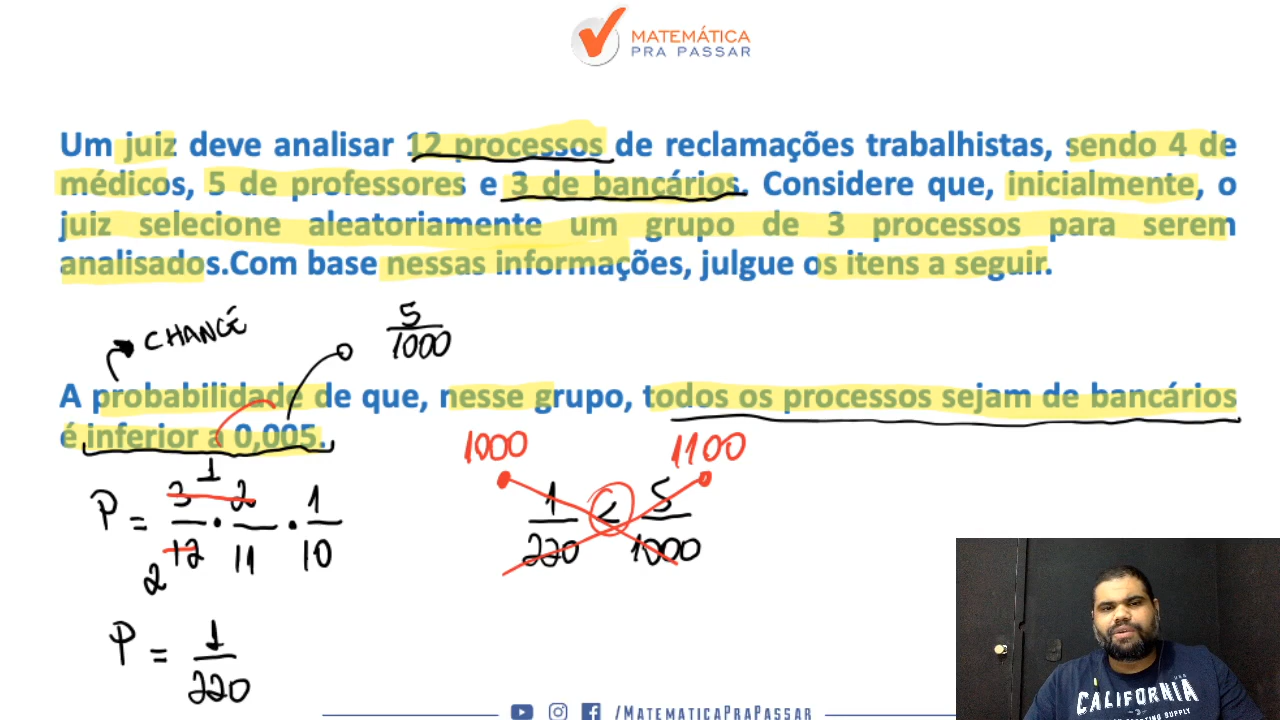 MATEMÁTICA
PRA PASSAR
Um juiz deve analisar 12 processos de reclamações trabalhistas, sendo 4 de
médicos, 5 de professores e 3 de bancários. Considere que, inicialmente, o
juiz selecione aleatoriamente um grupo de 3 processos para serem
analisados.Com base nessas informações, julgue os itens a seguir.
CHANCE
5/1000
A probabilidade de que, nesse grupo, todos os processos sejam de bancários
é inferior a 0,005.
1000 1100
1
P = 3/12 · 2/11 · 1/10
2
1/220 < 5/1000
P = 1/220
CALIFORNIA
/MATEMATICAPRAPASSAR